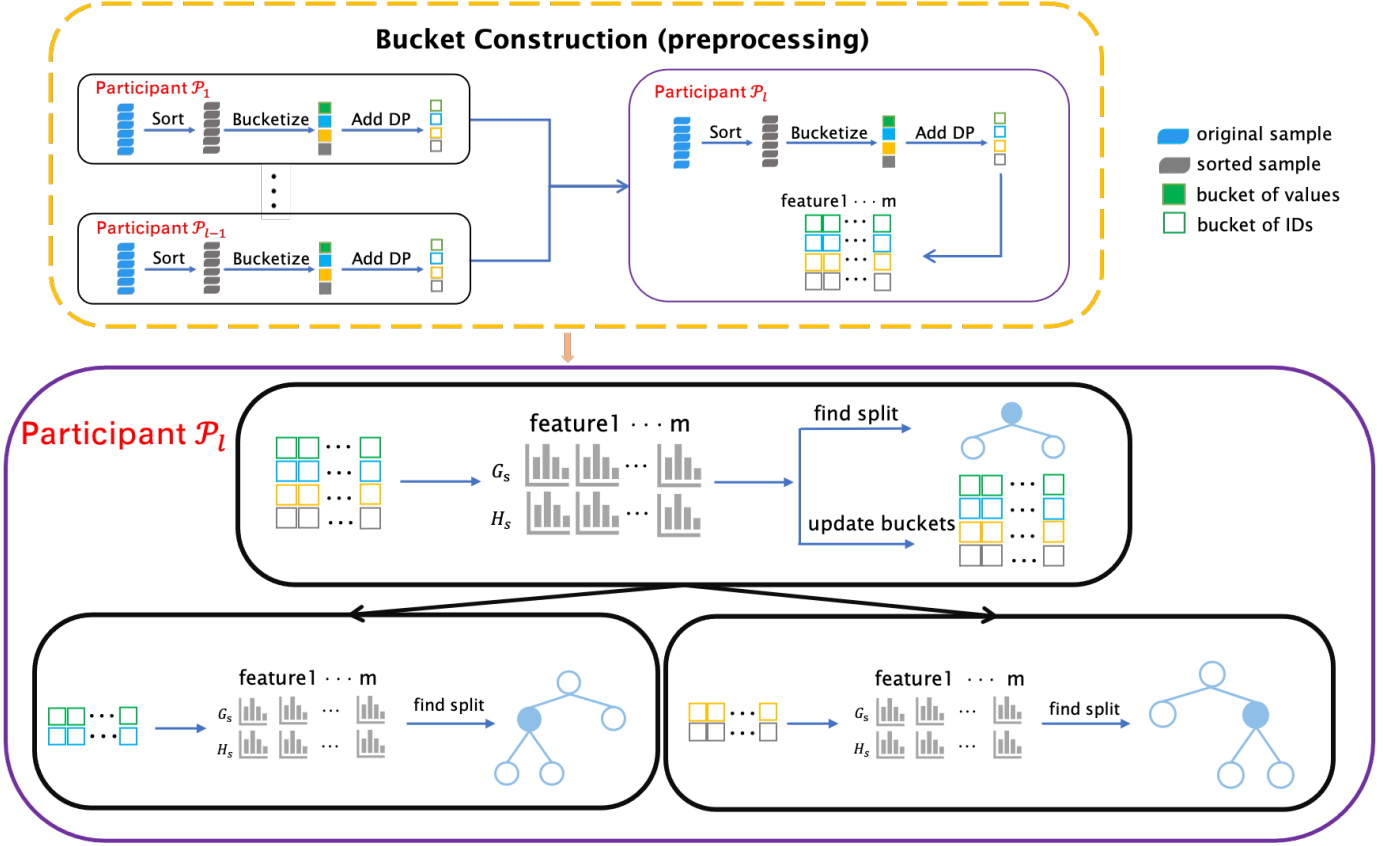 Bucket Construction (preprocessing)
Participant 𝒫₁
Sort
Bucketize
Add DP
Participant 𝒫ₗ₋₁
Sort
Bucketize
Add DP
Participant 𝒫ₗ
Sort
Bucketize
Add DP
feature1 ··· m
original sample
sorted sample
bucket of values
bucket of IDs
Participant 𝒫ₗ
feature1 ··· m
Gₛ
Hₛ
find split
update buckets
feature1 ··· m
Gₛ
Hₛ
find split
feature1 ··· m
Gₛ
Hₛ
find split